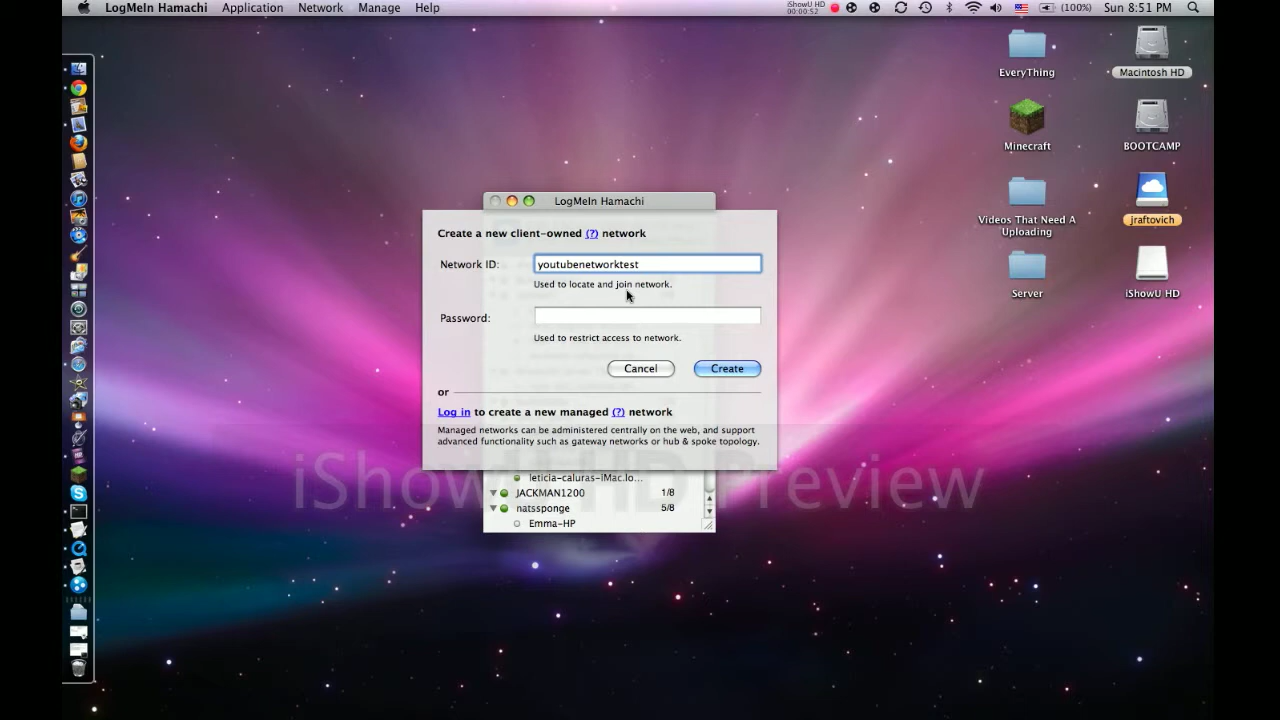 LogMeIn Hamachi Application Network Manage Help
iShowU HD
00:00:52
(100%) Sun 8:51 PM
EveryThing
Macintosh HD
Minecraft
BOOTCAMP
Videos That Need A
Uploading
jraftovich
Server
iShowU HD
LogMeIn Hamachi
Create a new client-owned (?) network
Network ID: youtubenetworktest
Used to locate and join network.
Password:
Used to restrict access to network.
Cancel Create
or
Log in to create a new managed (?) network
Managed networks can be administered centrally on the web, and support
advanced functionality such as gateway networks or hub & spoke topology.
iShowU HD Preview
leticia-caluras-iMac.lo...
JACKMAN1200 1/8
natssponge 5/8
Emma-HP